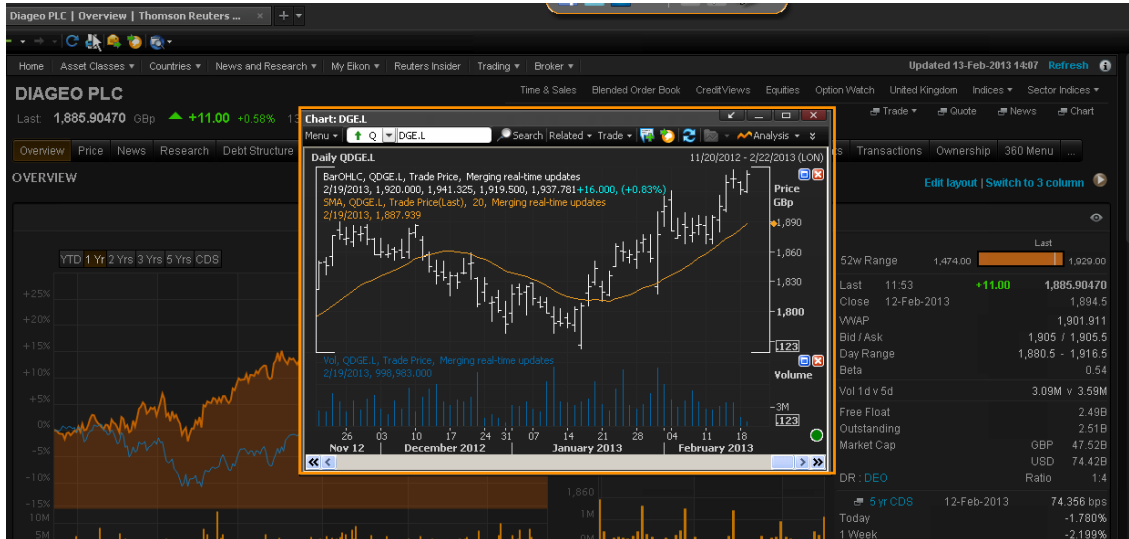 Diageo PLC | Overview | Thomson Reuters ...
Home Asset Classes Countries News and Research My Eikon Reuters Insider Trading Broker Updated 13-Feb-2013 14:07 Refresh
DIAGEO PLC
Time & Sales Blended Order Book CreditViews Equities Option Watch United Kingdom Indices Sector Indices
Last: 1,885.90470 GBp +11.00 +0.58%
Trade Quote News Chart
Overview Price News Research Debt Structure
Transactions Ownership 360 Menu ...
OVERVIEW
Edit layout | Switch to 3 column
Chart: DGE.L
Menu Q DGE.L Search Related Trade Analysis
Daily QDGE.L 11/20/2012 - 2/22/2013 (LON)
BarOHLC, QDGE.L, Trade Price, Merging real-time updates
2/19/2013, 1,920.000, 1,941.325, 1,919.500, 1,937.781+16.000, (+0.83%)
SMA, QDGE.L, Trade Price(Last), 20, Merging real-time updates
2/19/2013, 1,887.939
Price
GBp
1,890
1,860
1,830
1,800
.123
Vol, QDGE.L, Trade Price, Merging real-time updates
2/19/2013, 998,983.000
Volume
3M
.123
26 03 10 17 24 31 07 14 21 28 04 11 18
Nov 12 December 2012 January 2013 February 2013
YTD 1 Yr 2 Yrs 3 Yrs 5 Yrs CDS
+25%
+20%
+15%
+10%
+5%
0%
-5%
-10%
-15%
10M
5M
1,860
1M
0M
Last
52w Range 1,474.00 1,929.00
Last 11:53 +11.00 1,885.90470
Close 12-Feb-2013 1,894.5
VWAP 1,901.911
Bid / Ask 1,905 / 1,905.5
Day Range 1,880.5 - 1,916.5
Beta 0.54
Vol 1d v 5d 3.09M v 3.59M
Free Float 2.49B
Outstanding 2.51B
Market Cap GBP 47.52B
USD 74.42B
DR : DEO Ratio 1:4
5 yr CDS 12-Feb-2013 74.356 bps
Today -1.780%
1 Week -2.199%